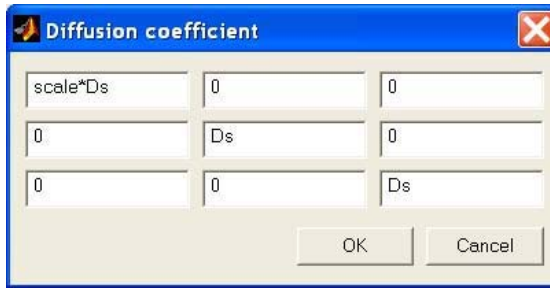 Diffusion coefficient
scale*Ds 0 0
0 Ds 0
0 0 Ds
OK Cancel